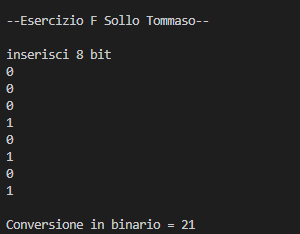 --Esercizio F Sollo Tommaso--
inserisci 8 bit
0
0
0
1
0
1
0
1
Conversione in binario = 21